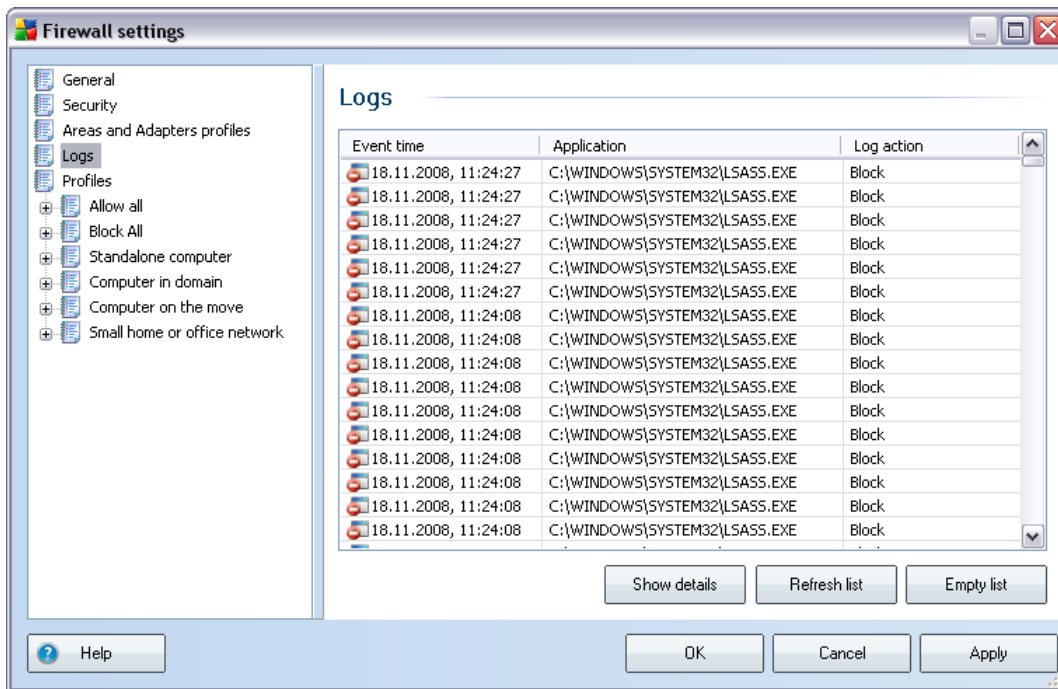 Firewall settings
General
Security
Areas and Adapters profiles
Logs
Profiles
Allow all
Block All
Standalone computer
Computer in domain
Computer on the move
Small home or office network
Logs
Event time Application Log action
18.11.2008, 11:24:27 C:\WINDOWS\SYSTEM32\LSASS.EXE Block
18.11.2008, 11:24:27 C:\WINDOWS\SYSTEM32\LSASS.EXE Block
18.11.2008, 11:24:27 C:\WINDOWS\SYSTEM32\LSASS.EXE Block
18.11.2008, 11:24:27 C:\WINDOWS\SYSTEM32\LSASS.EXE Block
18.11.2008, 11:24:27 C:\WINDOWS\SYSTEM32\LSASS.EXE Block
18.11.2008, 11:24:27 C:\WINDOWS\SYSTEM32\LSASS.EXE Block
18.11.2008, 11:24:08 C:\WINDOWS\SYSTEM32\LSASS.EXE Block
18.11.2008, 11:24:08 C:\WINDOWS\SYSTEM32\LSASS.EXE Block
18.11.2008, 11:24:08 C:\WINDOWS\SYSTEM32\LSASS.EXE Block
18.11.2008, 11:24:08 C:\WINDOWS\SYSTEM32\LSASS.EXE Block
18.11.2008, 11:24:08 C:\WINDOWS\SYSTEM32\LSASS.EXE Block
18.11.2008, 11:24:08 C:\WINDOWS\SYSTEM32\LSASS.EXE Block
18.11.2008, 11:24:08 C:\WINDOWS\SYSTEM32\LSASS.EXE Block
18.11.2008, 11:24:08 C:\WINDOWS\SYSTEM32\LSASS.EXE Block
18.11.2008, 11:24:08 C:\WINDOWS\SYSTEM32\LSASS.EXE Block
18.11.2008, 11:24:08 C:\WINDOWS\SYSTEM32\LSASS.EXE Block
Show details Refresh list Empty list
Help OK Cancel Apply